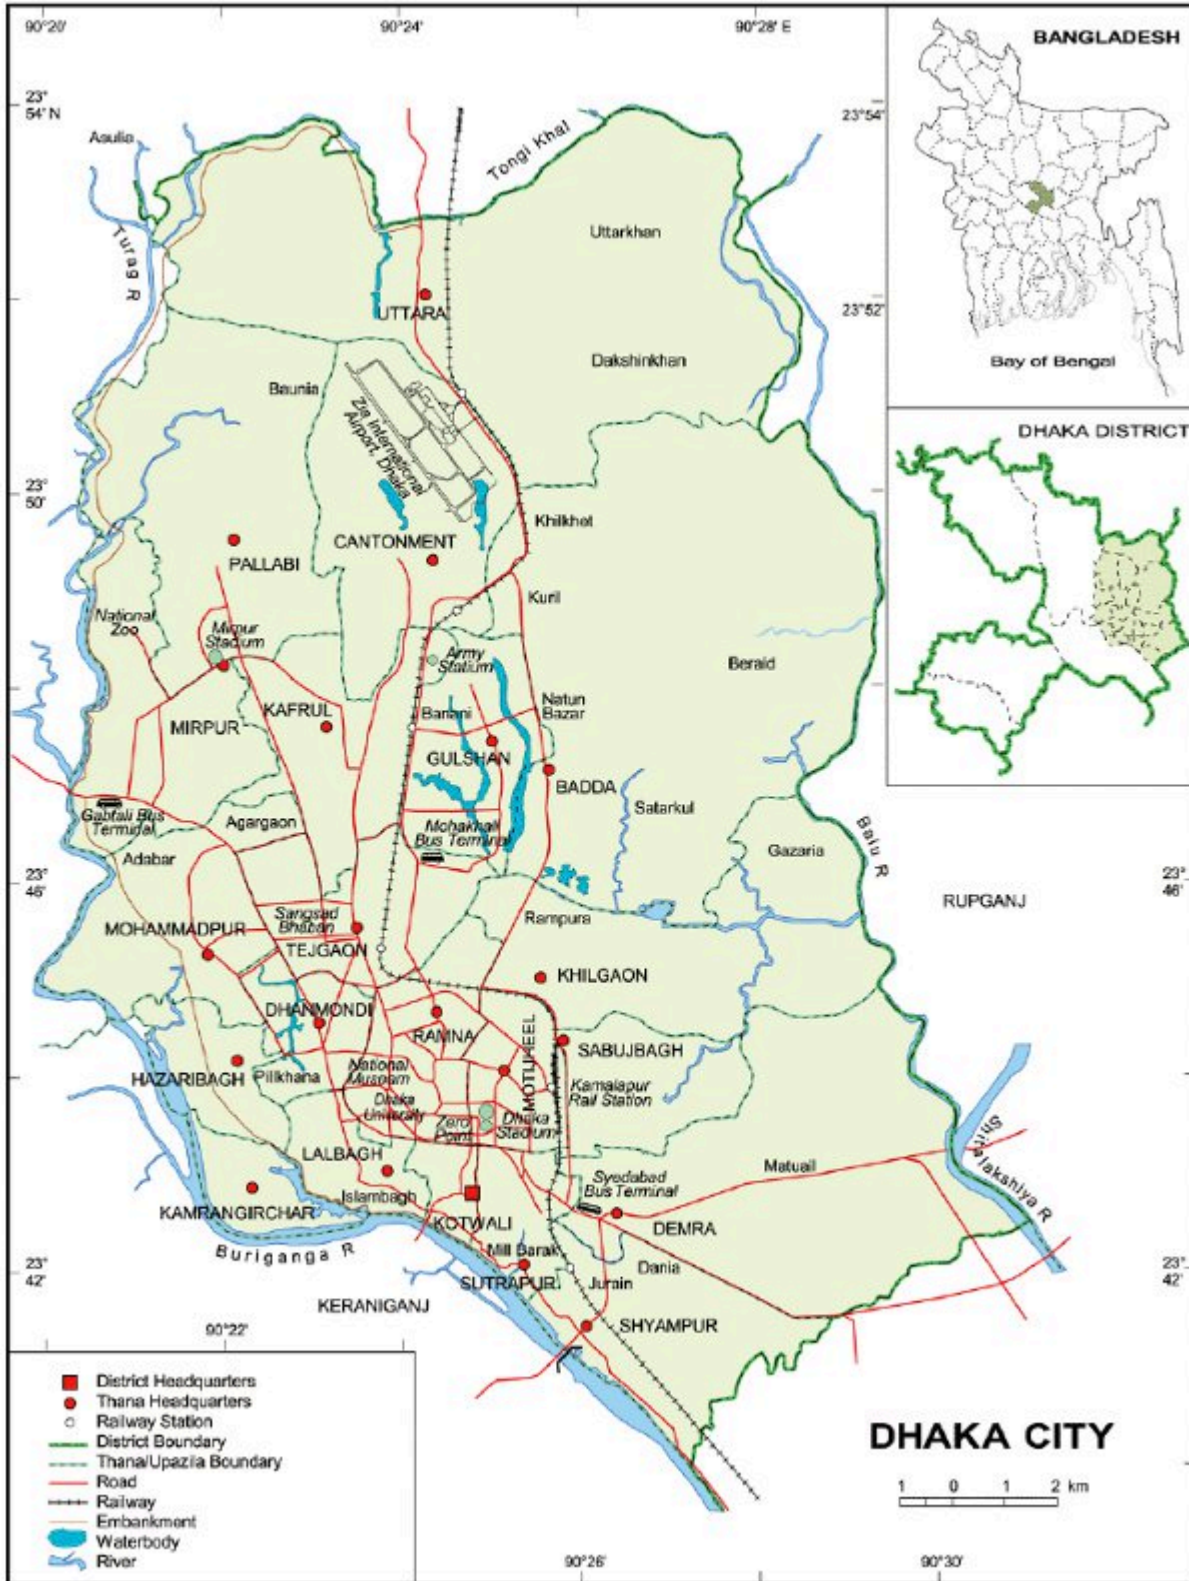 90°20'
90°24'
90°28' E
BANGLADESH
23°
54' N
23°54'
Asulia
Tongi Khal
Uttarkhan
Turag R
23°52'
UTTARA
Dakshinkhan
Bay of Bengal
Baunia
Zia International
Airport, Dhaka
DHAKA DISTRICT
23°
50'
Khilkhet
CANTONMENT
PALLABI
Kuril
National
Zoo
Mirpur
Stadium
Army
Statium
Beraid
Natun
Bazar
KAFRUL
Banani
MIRPUR
GULSHAN
BADDA
Satarkul
Gabtali Bus
Terminal
Agargaon
Mohakhali
Bus Terminal
Balu R
Gazaria
Adabar
23°
46'
23°
46'
RUPGANJ
Rampura
Sangsad
Bhaban
MOHAMMADPUR
TEJGAON
KHILGAON
DHANMONDI
RAMNA
MOTIJHEEL
SABUJBAGH
HAZARIBAGH
Pilkhana
National
Museam
Kamalapur
Rail Station
Dhaka
University
Zero
Point
Dhaka
Stadium
Shitalakshiya R
LALBAGH
Matuail
Syedabad
Bus Terminal
Islambagh
KAMRANGIRCHAR
KOTWALI
DEMRA
Buriganga R
Mill Barak
Dania
23°
42'
23°
42'
SUTRAPUR
Jurain
KERANIGANJ
SHYAMPUR
90°22'
District Headquarters
Thana Headquarters
Railway Station
District Boundary
Thana/Upazila Boundary
Road
Railway
Embankment
Waterbody
River
DHAKA CITY
1 0 1 2 km
90°26'
90°30'